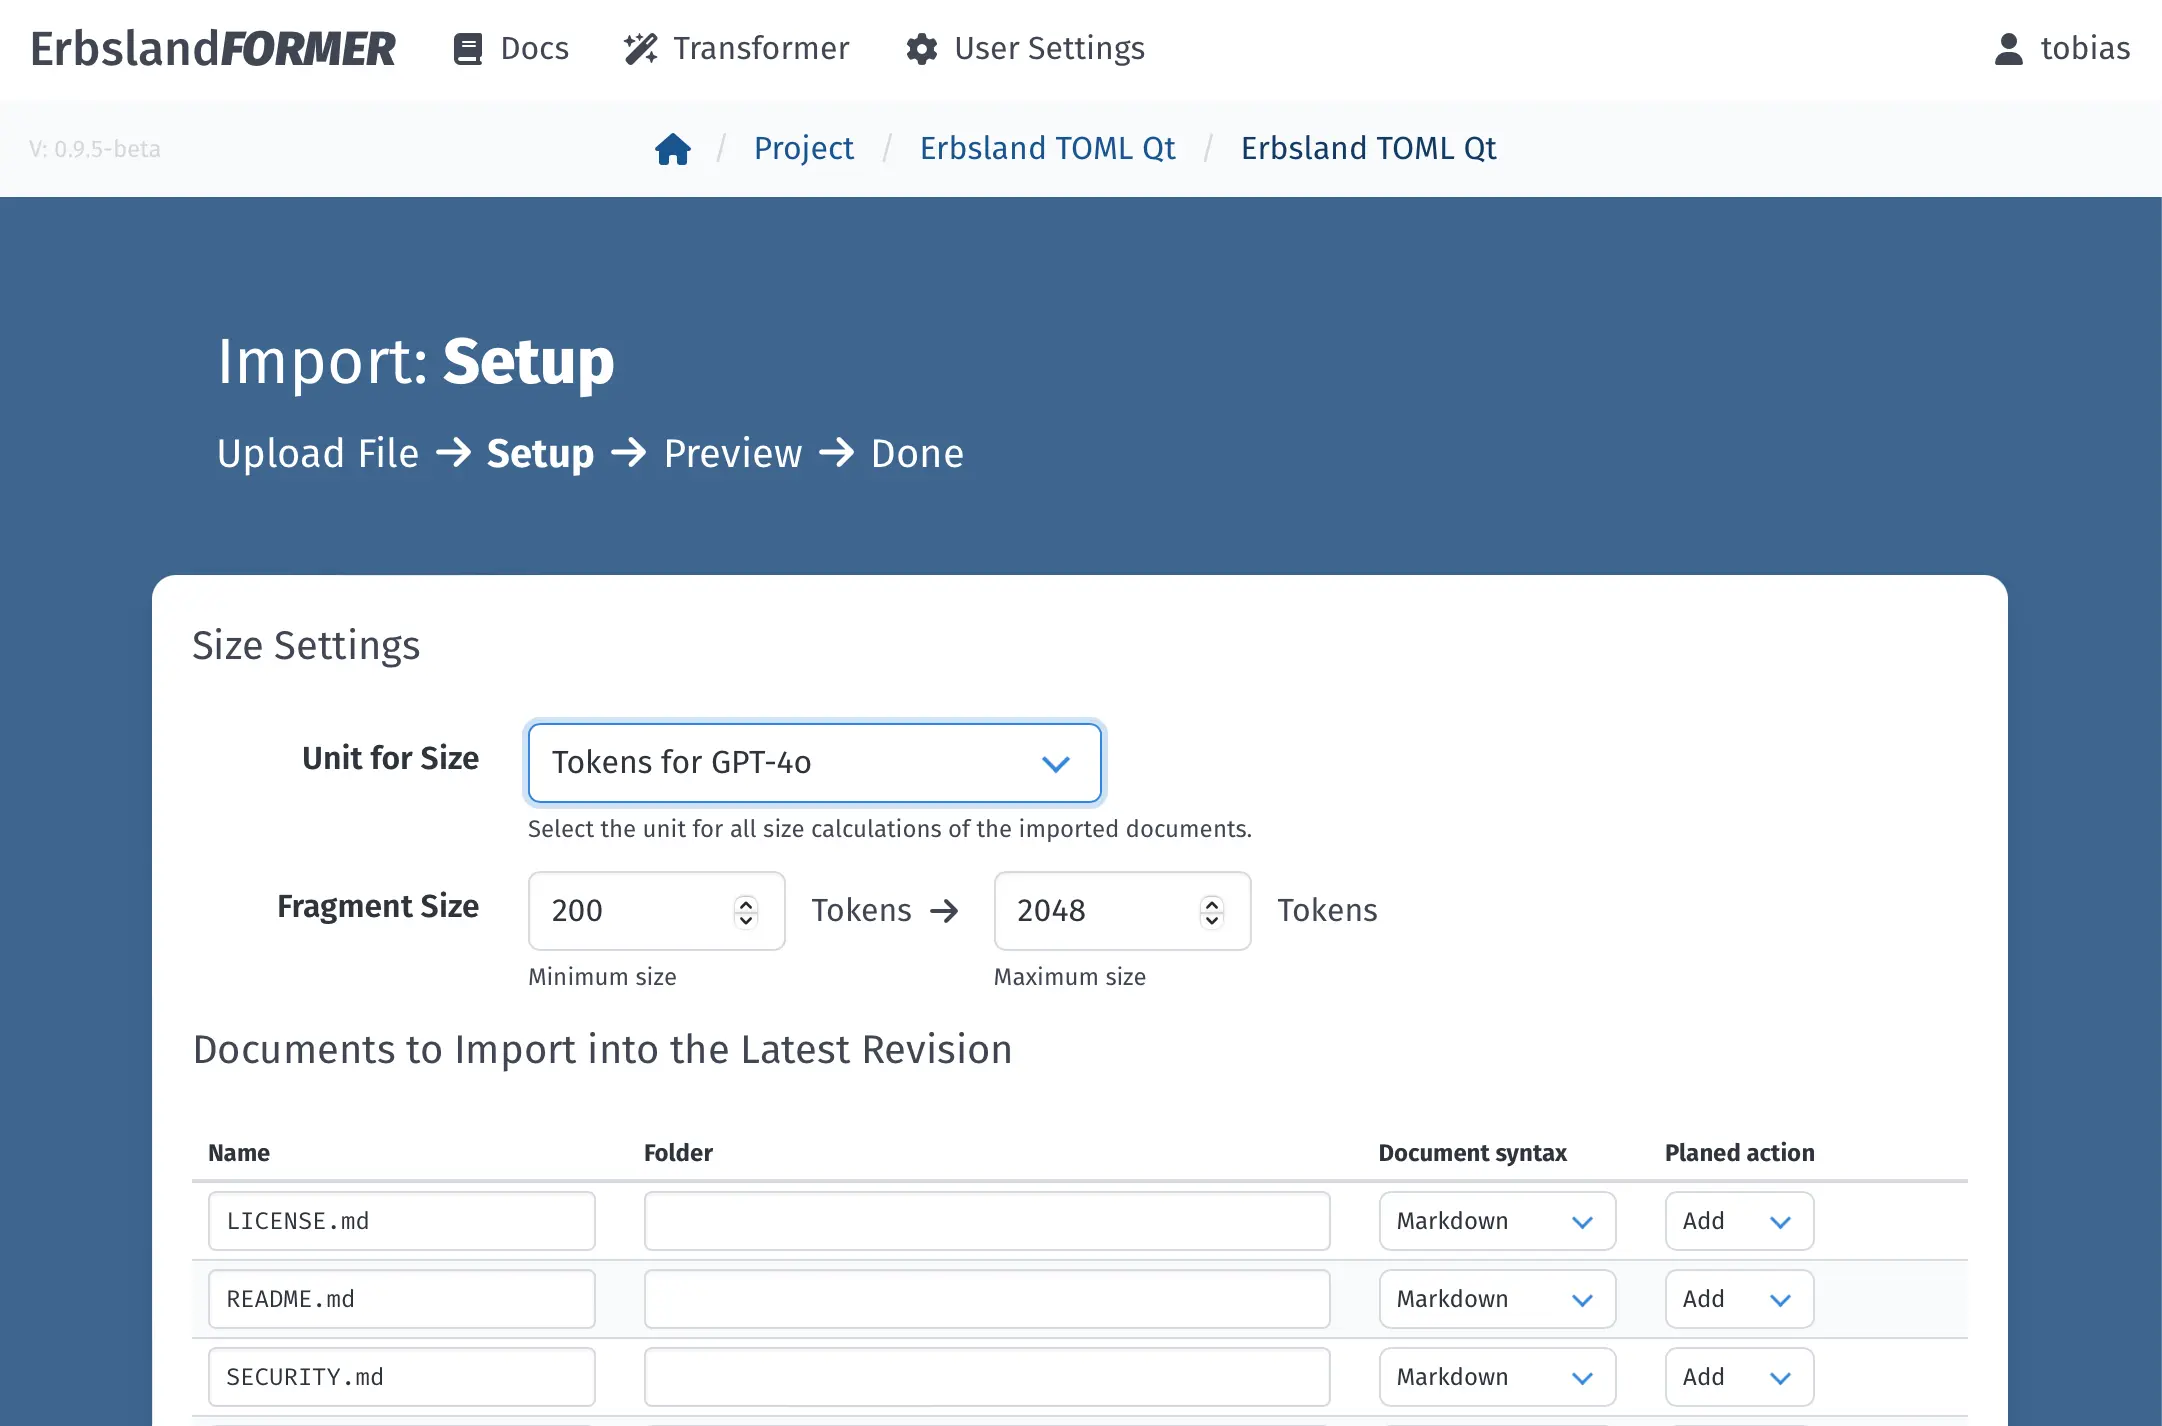 ErbslandFORMER Docs Transformer User Settings tobias
V: 0.9.5-beta / Project / Erbsland TOML Qt / Erbsland TOML Qt
Import: Setup
Upload File → Setup → Preview → Done
Size Settings
Unit for Size Tokens for GPT-4o
Select the unit for all size calculations of the imported documents.
Fragment Size 200 Tokens → 2048 Tokens
Minimum size Maximum size
Documents to Import into the Latest Revision
Name Folder Document syntax Planed action
LICENSE.md Markdown Add
README.md Markdown Add
SECURITY.md Markdown Add